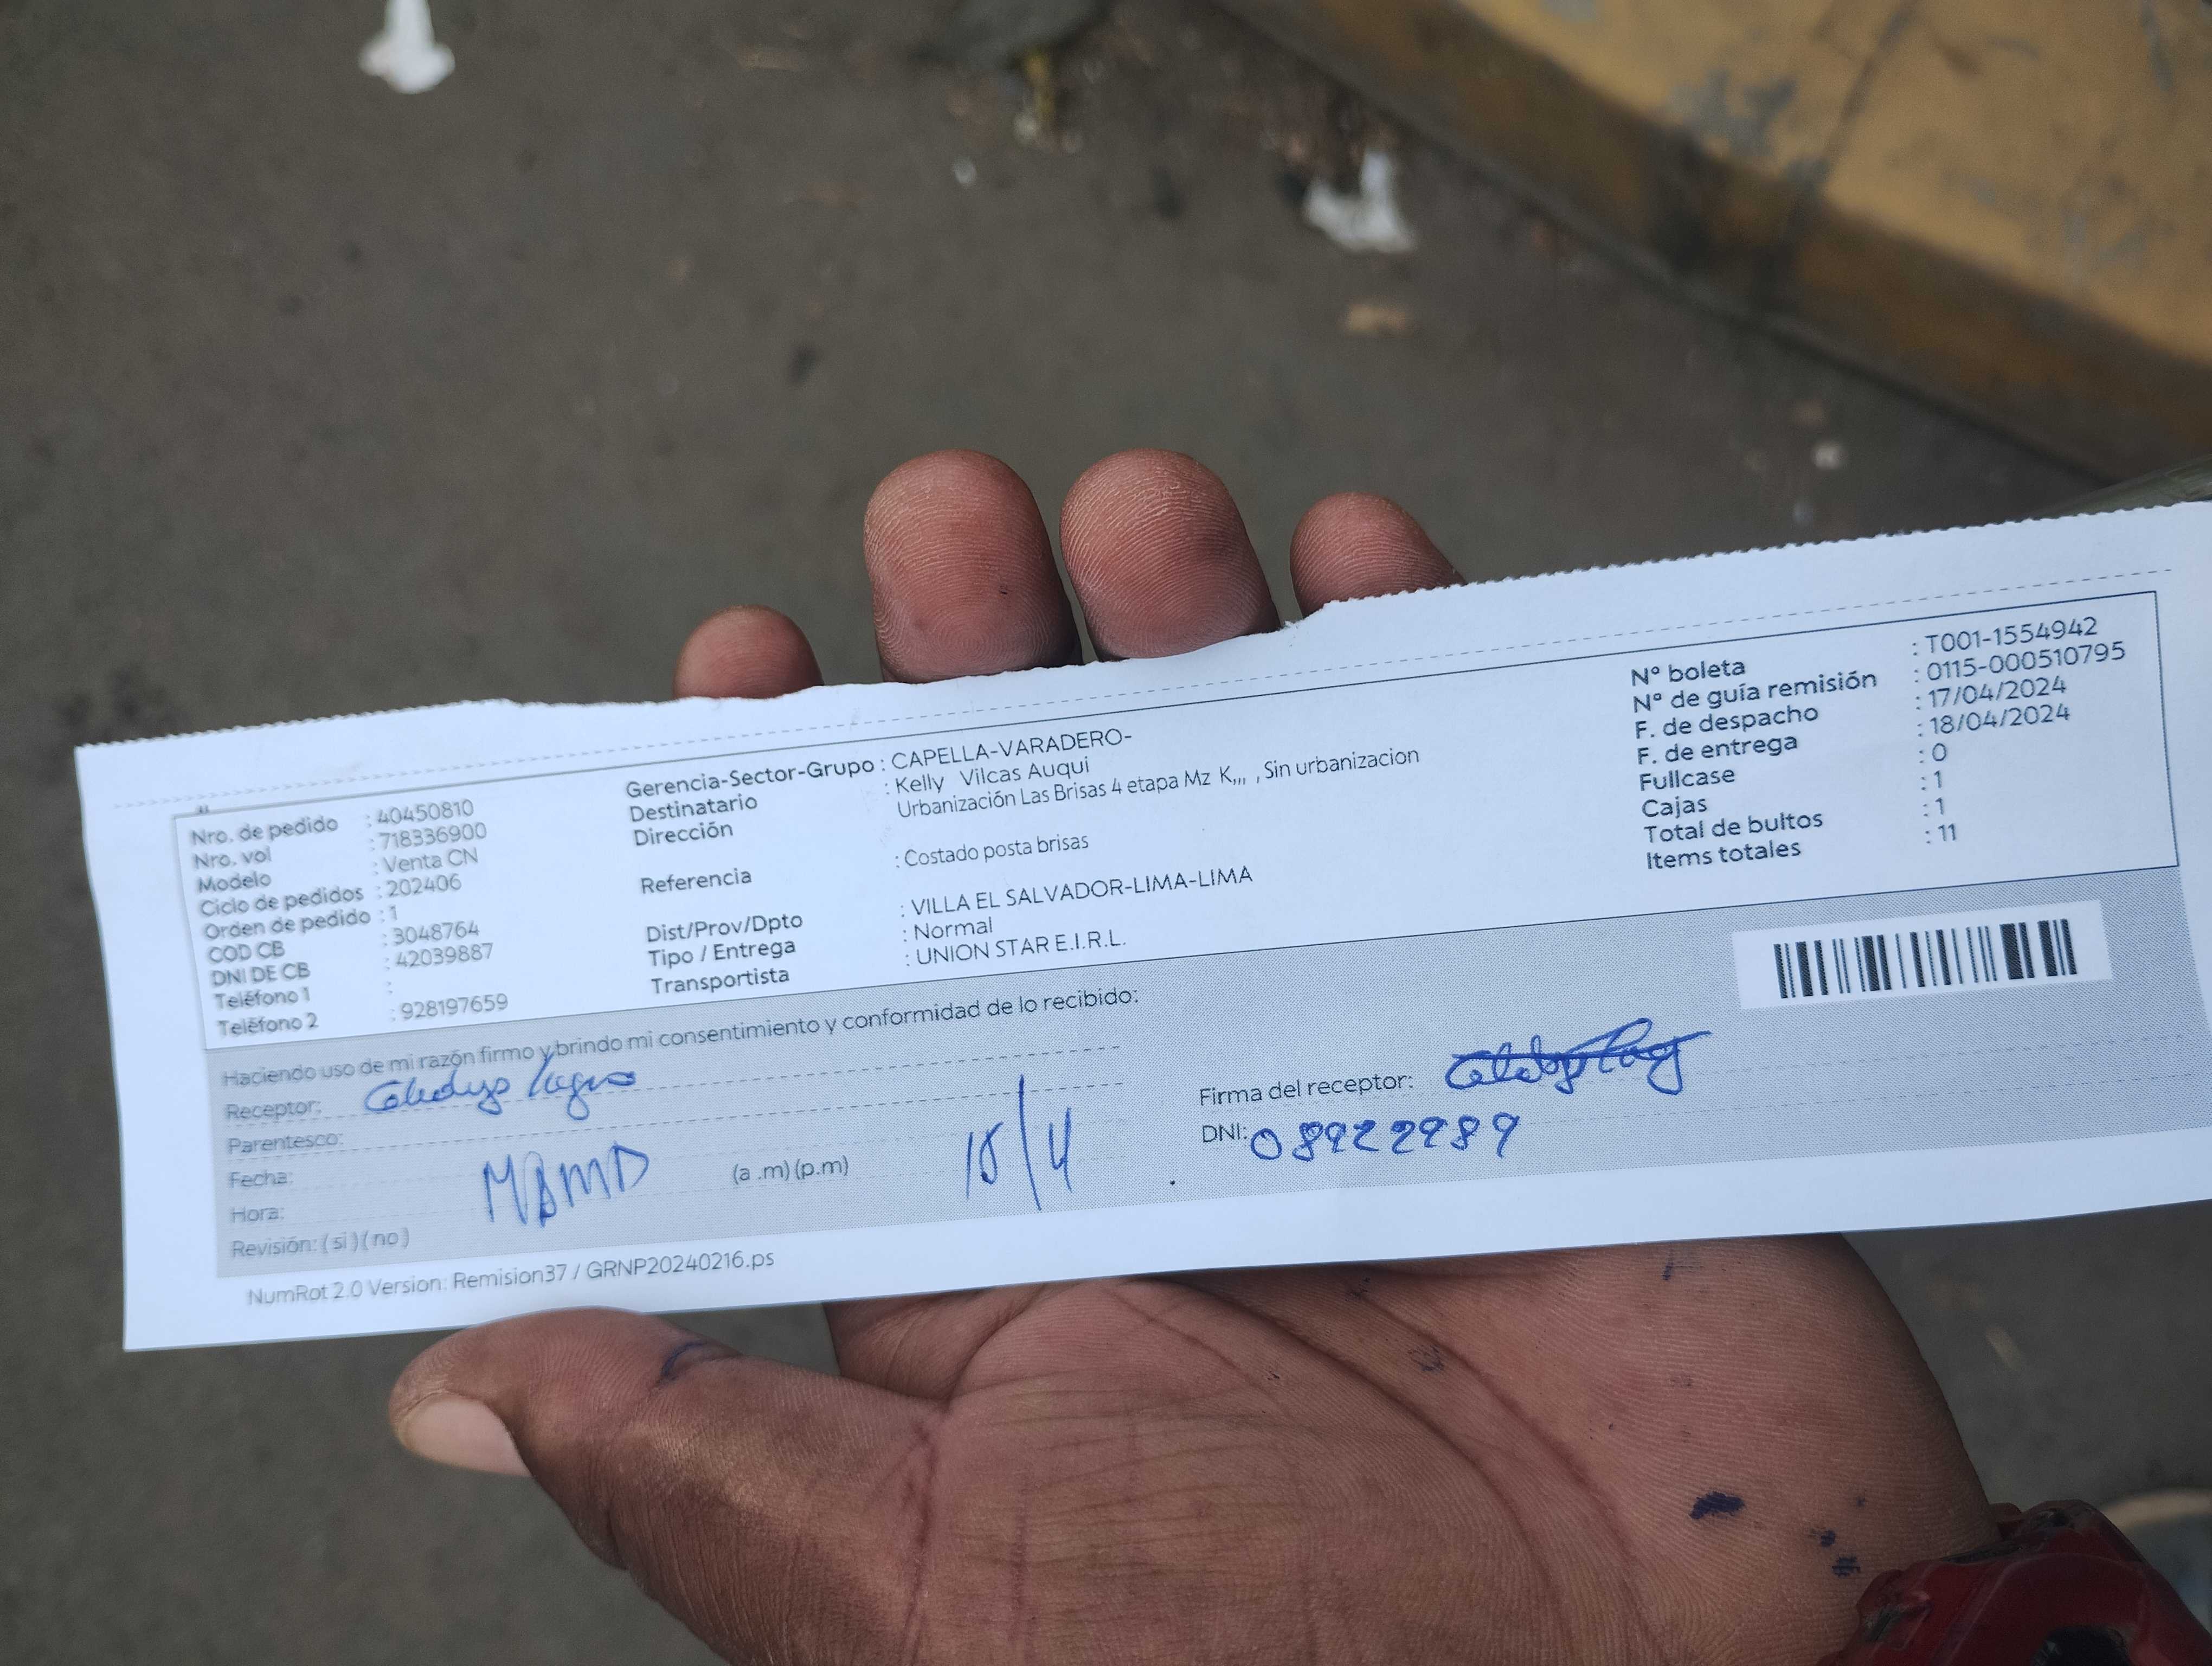 Nro. de pedido : 40450810
Nro. vol : 718336900
Modelo : Venta CN
Ciclo de pedidos : 202406
Orden de pedido : 1
COD CB : 3048764
DNI DE CB : 42039887
Teléfono 1 :
Teléfono 2 : 928197659
Gerencia-Sector-Grupo : CAPELLA-VARADERO-
Destinatario : Kelly Vilcas Auqui
Dirección Urbanización Las Brisas 4 etapa Mz K,,, , Sin urbanizacion
Referencia : Costado posta brisas
Dist/Prov/Dpto : VILLA EL SALVADOR-LIMA-LIMA
Tipo / Entrega : Normal
Transportista : UNION STAR E.I.R.L.
N° boleta : T001-1554942
N° de guía remisión : 0115-000510795
F. de despacho : 17/04/2024
F. de entrega : 18/04/2024
Fullcase : 0
Cajas : 1
Total de bultos : 1
Items totales : 11
Haciendo uso de mi razón firmo y brindo mi consentimiento y conformidad de lo recibido:
Receptor:
Parentesco:
Fecha:
Hora: MAMA (a .m) (p.m)
Revisión: ( si ) ( no )
Firma del receptor:
DNI:
NumRot 2.0 Version: Remision37 / GRNP20240216.ps